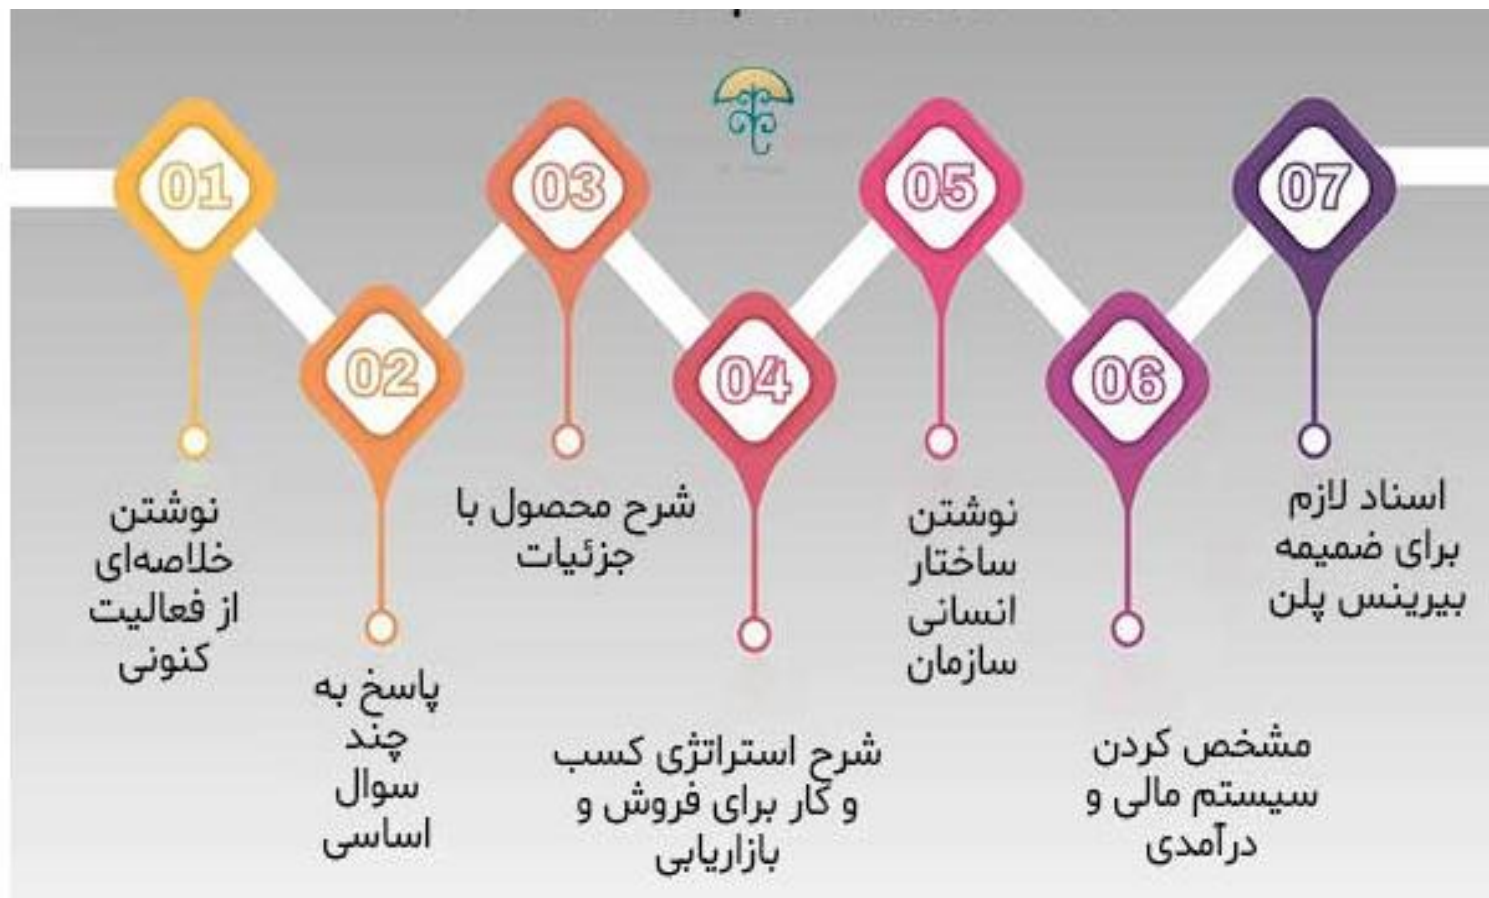 01
نوشتن
خلاصه‌ای
از فعالیت
کنونی
02
پاسخ به
چند
سوال
اساسی
03
شرح محصول با
جزئیات
04
شرح استراتژی کسب
و کار برای فروش و
بازاریابی
05
نوشتن
ساختار
انسانی
سازمان
06
مشخص کردن
سیستم مالی و
درآمدی
07
اسناد لازم
برای ضمیمه
بیرینس پلن